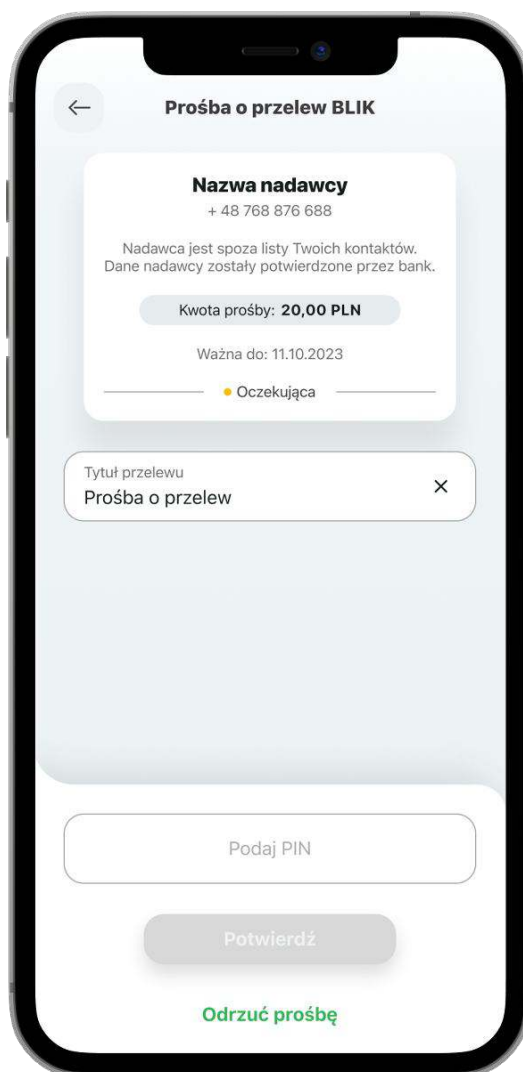 Prośba o przelew BLIK
Nazwa nadawcy
+ 48 768 876 688
Nadawca jest spoza listy Twoich kontaktów.
Dane nadawcy zostały potwierdzone przez bank.
Kwota prośby: 20,00 PLN
Ważna do: 11.10.2023
Oczekująca
Tytuł przelewu
Prośba o przelew
Podaj PIN
Potwierdź
Odrzuć prośbę